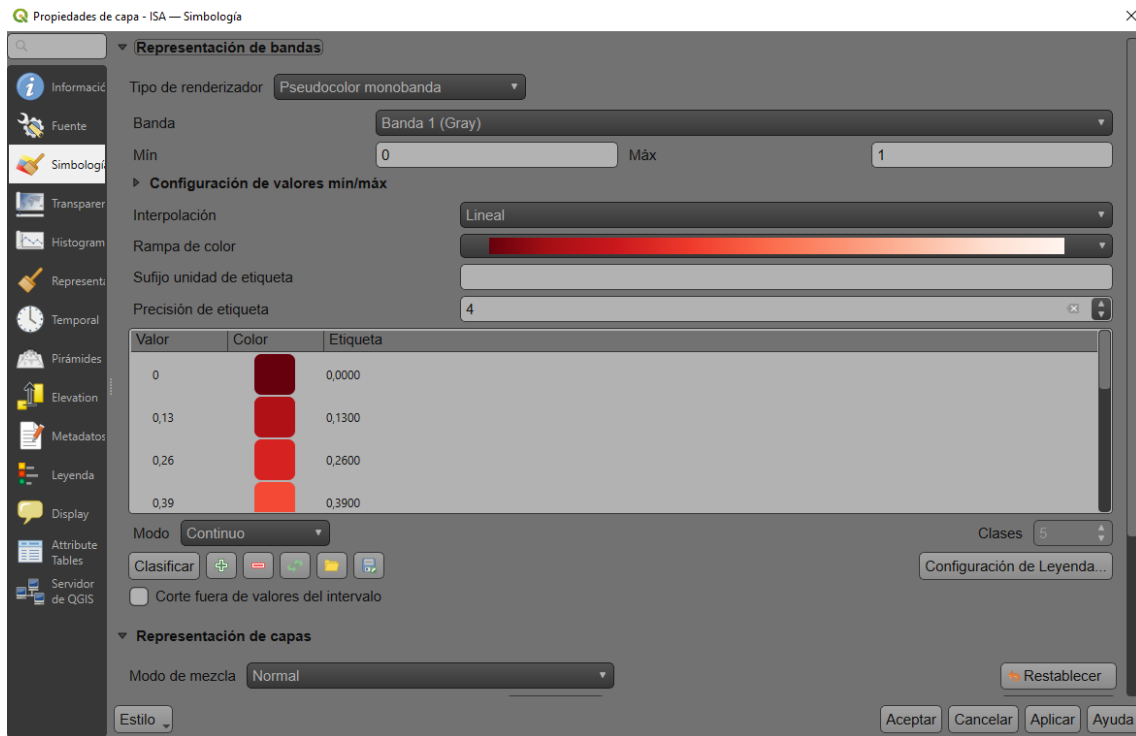 Propiedades de capa - ISA — Simbología
Informació
Fuente
Simbologí
Transparer
Histogram
Representa
Temporal
Pirámides
Elevation
Metadatos
Leyenda
Display
Attribute
Tables
Servidor
de QGIS
Representación de bandas
Tipo de renderizador Pseudocolor monobanda
Banda Banda 1 (Gray)
Mín 0 Máx 1
Configuración de valores mín/máx
Interpolación Lineal
Rampa de color
Sufijo unidad de etiqueta
Precisión de etiqueta 4
Valor Color Etiqueta
0 0,0000
0,13 0,1300
0,26 0,2600
0,39 0,3900
Modo Continuo Clases 5
Clasificar Configuración de Leyenda...
Corte fuera de valores del intervalo
Representación de capas
Modo de mezcla Normal Restablecer
Estilo Aceptar Cancelar Aplicar Ayuda